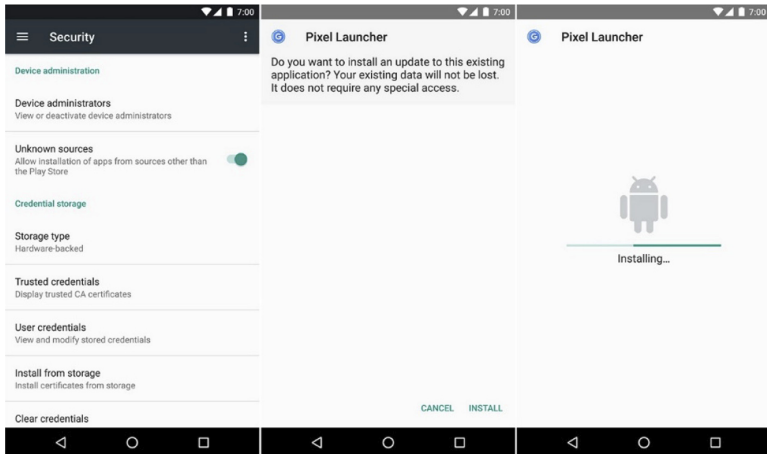 7:00
Security
Device administration
Device administrators
View or deactivate device administrators
Unknown sources
Allow installation of apps from sources other than
the Play Store
Credential storage
Storage type
Hardware-backed
Trusted credentials
Display trusted CA certificates
User credentials
View and modify stored credentials
Install from storage
Install certificates from storage
Clear credentials
7:00
G Pixel Launcher
Do you want to install an update to this existing
application? Your existing data will not be lost.
It does not require any special access.
CANCEL INSTALL
7:00
G Pixel Launcher
Installing...